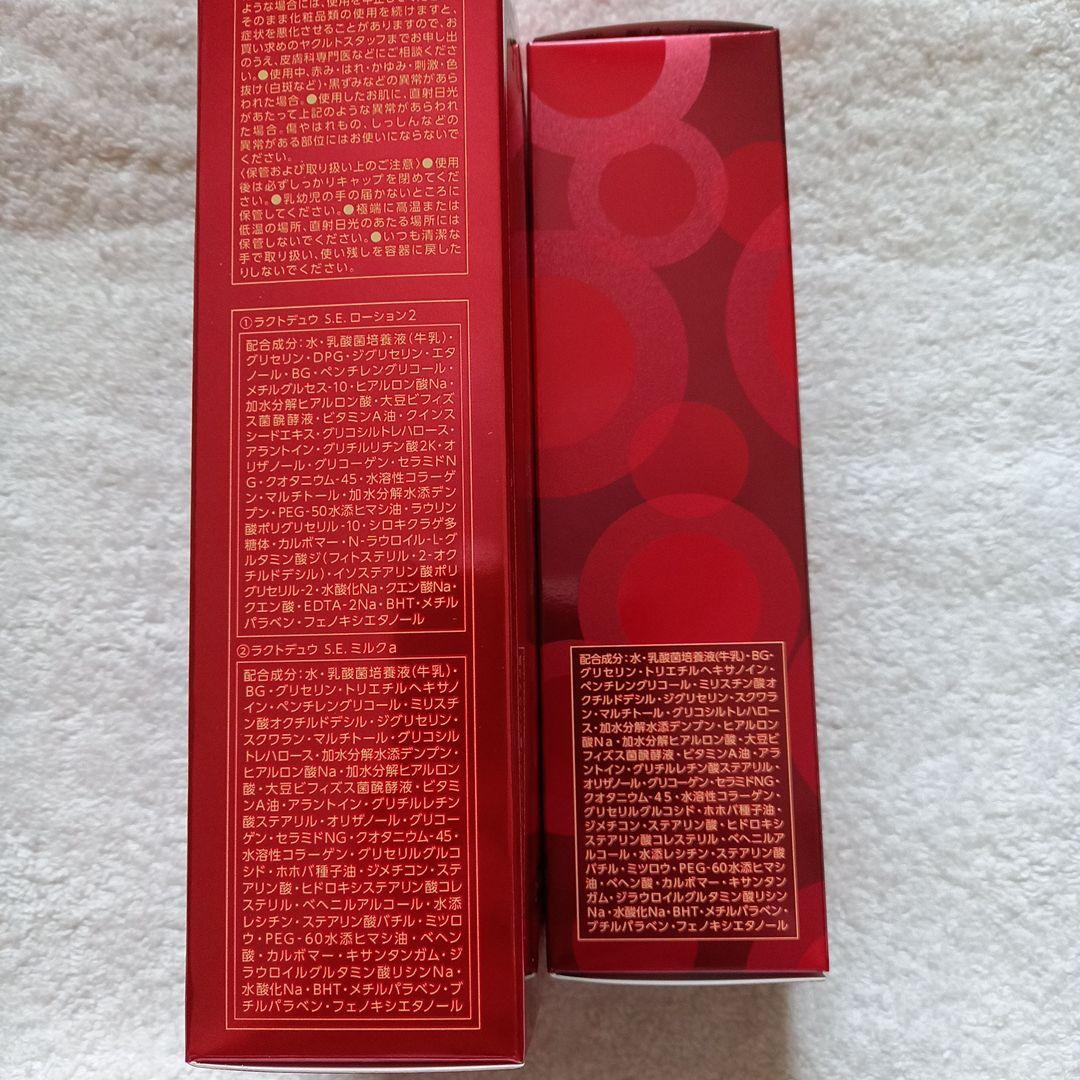 ような場合には、使用を中止し
そのまま化粧品類の使用を続けますと、
症状を悪化させることがありますので、お
買い求めのヤクルトスタッフまでお申し出
のうえ、皮膚科専門医などにご相談くださ
い。●使用中、赤み・はれ・かゆみ・刺激・色
抜け(白斑など)・黒ずみなどの異常があら
われた場合。●使用したお肌に、直射日光
があたって上記のような異常があらわれ
た場合。傷やはれもの、しっしんなどの
異常がある部位にはお使いにならないで
ください。
〈保管および取り扱い上のご注意〉●使用
後は必ずしっかりキャップを閉めてくだ
さい。●乳幼児の手の届かないところに
保管してください。●極端に高温または
低温の場所、直射日光のあたる場所には
保管しないでください。●いつも清潔な
手で取り扱い、使い残しを容器に戻した
りしないでください。
①ラクトデュウ S.E.ローション2
配合成分:水・乳酸菌培養液(牛乳)・
グリセリン・DPG・ジグリセリン・エタ
ノール・BG・ペンチレングリコール・
メチルグルセス-10・ヒアルロン酸Na・
加水分解ヒアルロン酸・大豆ビフィズ
ス菌醗酵液・ビタミンA油・クインス
シードエキス・グリコシルトレハロース・
アラントイン・グリチルリチン酸2K・オ
リザノール・グリコーゲン・セラミドN
G・クオタニウム-45・水溶性コラーゲ
ン・マルチトール・加水分解水添デン
プン・PEG-50水添ヒマシ油・ラウリン
酸ポリグリセリル-10・シロキクラゲ多
糖体・カルボマー・N-ラウロイル-L-グ
ルタミン酸ジ(フィトステリル・2-オク
チルドデシル)・イソステアリン酸ポリ
グリセリル-2・水酸化Na・クエン酸Na・
クエン酸・EDTA-2Na・BHT・メチル
パラベン・フェノキシエタノール
②ラクトデュウ S.E.ミルクa
配合成分:水・乳酸菌培養液(牛乳)・
BG・グリセリン・トリエチルヘキサノ
イン・ペンチレングリコール・ミリスチ
ン酸オクチルドデシル・ジグリセリン・
スクワラン・マルチトール・グリコシル
トレハロース・加水分解水添デンプン・
ヒアルロン酸Na・加水分解ヒアルロン
酸・大豆ビフィズス菌醗酵液・ビタミ
ンA油・アラントイン・グリチルレチン
酸ステアリル・オリザノール・グリコー
ゲン・セラミドNG・クオタニウム-45・
水溶性コラーゲン・グリセリルグルコ
シド・ホホバ種子油・ジメチコン・ステ
アリン酸・ヒドロキシステアリン酸コレ
ステリル・ベヘニルアルコール・水添
レシチン・ステアリン酸バチル・ミツロ
ウ・PEG-60水添ヒマシ油・ベヘン
酸・カルボマー・キサンタンガム・ジ
ラウロイルグルタミン酸リシンNa・
水酸化Na・BHT・メチルパラベン・ブ
チルパラベン・フェノキシエタノール
配合成分:水・乳酸菌培養液(牛乳)・BG・
グリセリン・トリエチルヘキサノイン・
ペンチレングリコール・ミリスチン酸オ
クチルドデシル・ジグリセリン・スクワラ
ン・マルチトール・グリコシルトレハロー
ス・加水分解水添デンプン・ヒアルロン
酸Na・加水分解ヒアルロン酸・大豆ビ
フィズス菌醗酵液・ビタミンA油・アラ
ントイン・グリチルレチン酸ステアリル・
オリザノール・グリコーゲン・セラミドNG・
クオタニウム-45・水溶性コラーゲン・
グリセリルグルコシド・ホホバ種子油・
ジメチコン・ステアリン酸・ヒドロキシ
ステアリン酸コレステリル・ベヘニルア
ルコール・水添レシチン・ステアリン酸
バチル・ミツロウ・PEG-60水添ヒマシ
油・ベヘン酸・カルボマー・キサンタン
ガム・ジラウロイルグルタミン酸リシン
Na・水酸化Na・BHT・メチルパラベン・
ブチルパラベン・フェノキシエタノール